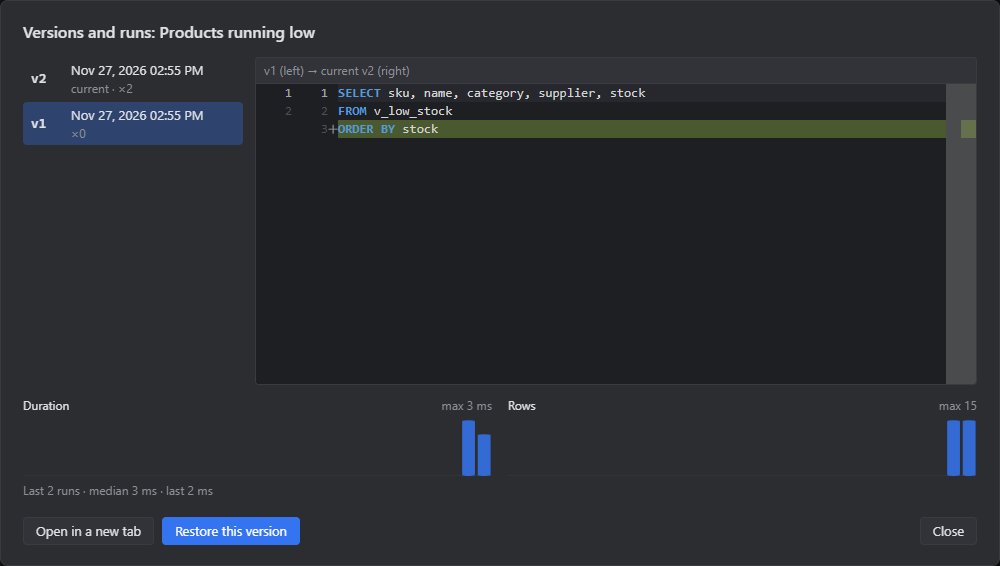 Versions and runs: Products running low
v2
Nov 27, 2026 02:55 PM
current · ×2
v1
Nov 27, 2026 02:55 PM
×0
v1 (left) → current v2 (right)
1 1 SELECT sku, name, category, supplier, stock
2 2 FROM v_low_stock
3+ORDER BY stock
Duration max 3 ms
Rows max 15
Last 2 runs · median 3 ms · last 2 ms
Open in a new tab
Restore this version
Close